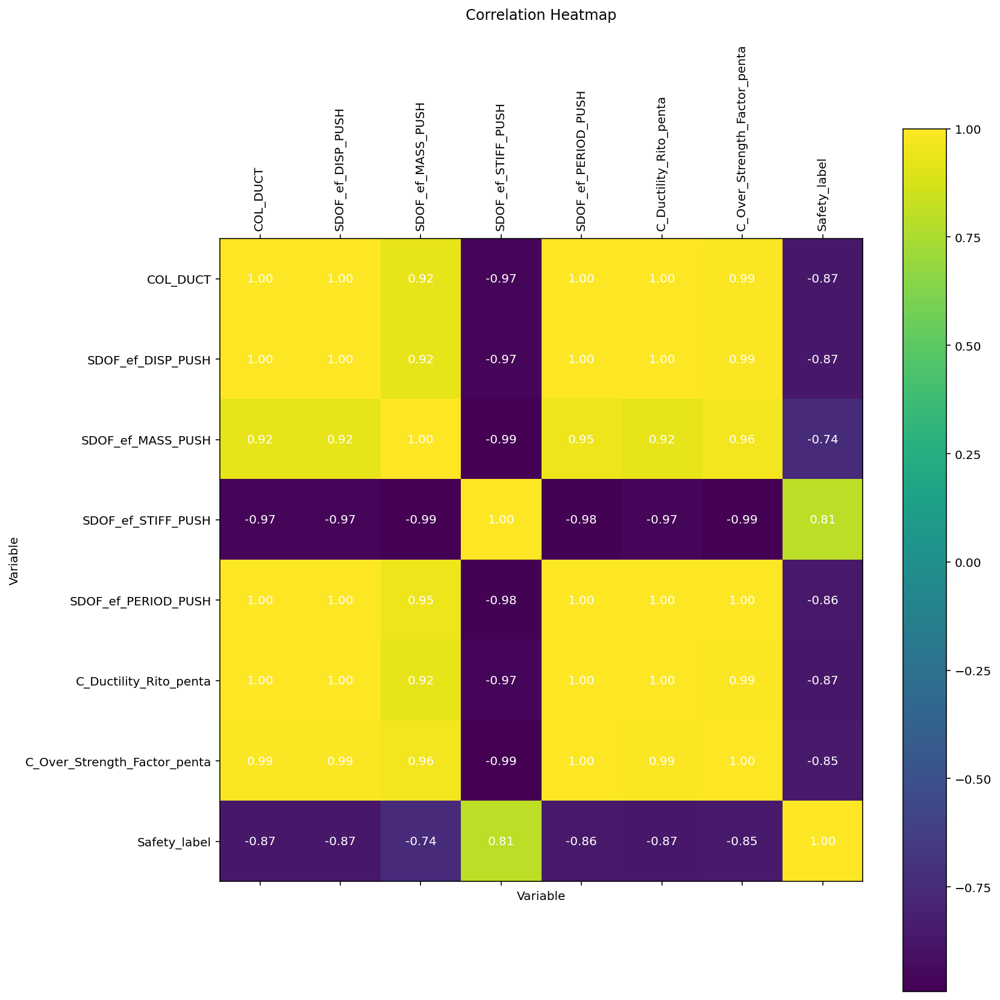 Correlation Heatmap
COL_DUCT
SDOF_ef_DISP_PUSH
SDOF_ef_MASS_PUSH
SDOF_ef_STIFF_PUSH
SDOF_ef_PERIOD_PUSH
C_Ductility_Rito_penta
C_Over_Strength_Factor_penta
Safety_label
COL_DUCT 1.00 1.00 0.92 -0.97 1.00 1.00 0.99 -0.87
SDOF_ef_DISP_PUSH 1.00 1.00 0.92 -0.97 1.00 1.00 0.99 -0.87
SDOF_ef_MASS_PUSH 0.92 0.92 1.00 -0.99 0.95 0.92 0.96 -0.74
SDOF_ef_STIFF_PUSH -0.97 -0.97 -0.99 1.00 -0.98 -0.97 -0.99 0.81
SDOF_ef_PERIOD_PUSH 1.00 1.00 0.95 -0.98 1.00 1.00 1.00 -0.86
C_Ductility_Rito_penta 1.00 1.00 0.92 -0.97 1.00 1.00 0.99 -0.87
C_Over_Strength_Factor_penta 0.99 0.99 0.96 -0.99 1.00 0.99 1.00 -0.85
Safety_label -0.87 -0.87 -0.74 0.81 -0.86 -0.87 -0.85 1.00
Variable
Variable
1.00
0.75
0.50
0.25
0.00
−0.25
−0.50
−0.75